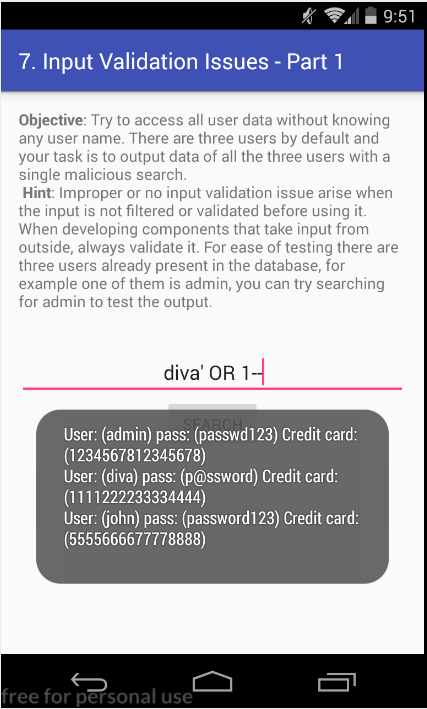 9:51
7. Input Validation Issues - Part 1
Objective: Try to access all user data without knowing
any user name. There are three users by default and
your task is to output data of all the three users with a
single malicious search.
Hint: Improper or no input validation issue arise when
the input is not filtered or validated before using it.
When developing components that take input from
outside, always validate it. For ease of testing there are
three users already present in the database, for
example one of them is admin, you can try searching
for admin to test the output.
diva' OR 1--
SEARCH
User: (admin) pass: (passwd123) Credit card:
(1234567812345678)
User: (diva) pass: (p@ssword) Credit card:
(1111222233334444)
User: (john) pass: (password123) Credit card:
(5555666677778888)
free for personal use